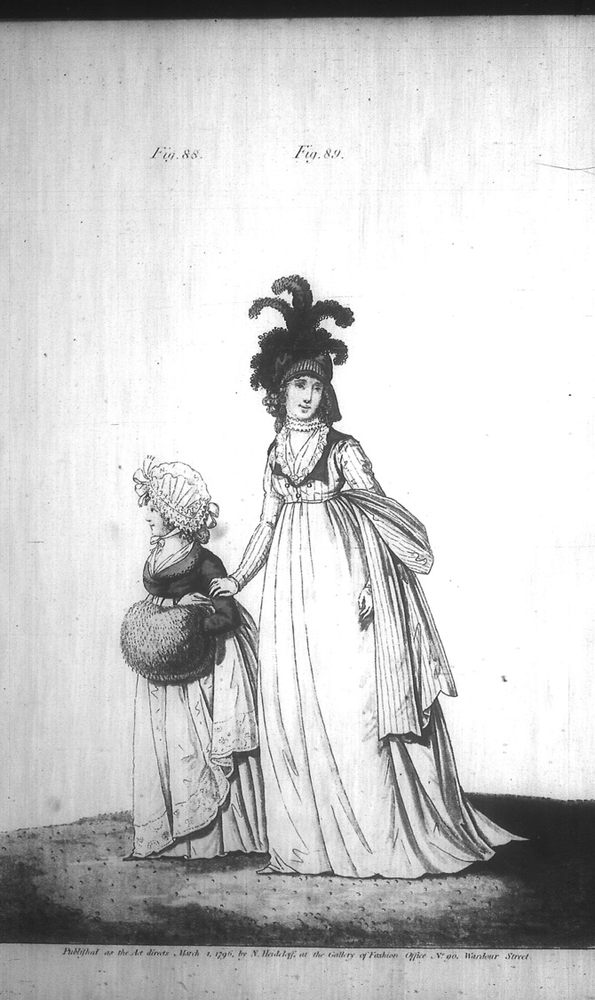 Fig. 88. Fig. 89.
Publiſhed as the Act directs March 1, 1796, by N. Heideloff, at the Gallery of Fashion Office No. 90, Wardour Street.